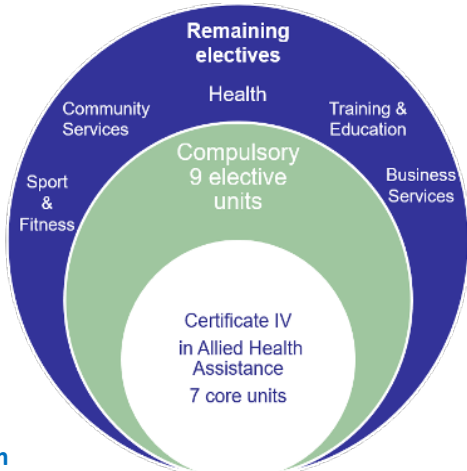 Remaining
electives
Health
Community
Services
Training &
Education
Sport
&
Fitness
Business
Services
Compulsory
9 elective
units
Certificate IV
in Allied Health
Assistance
7 core units